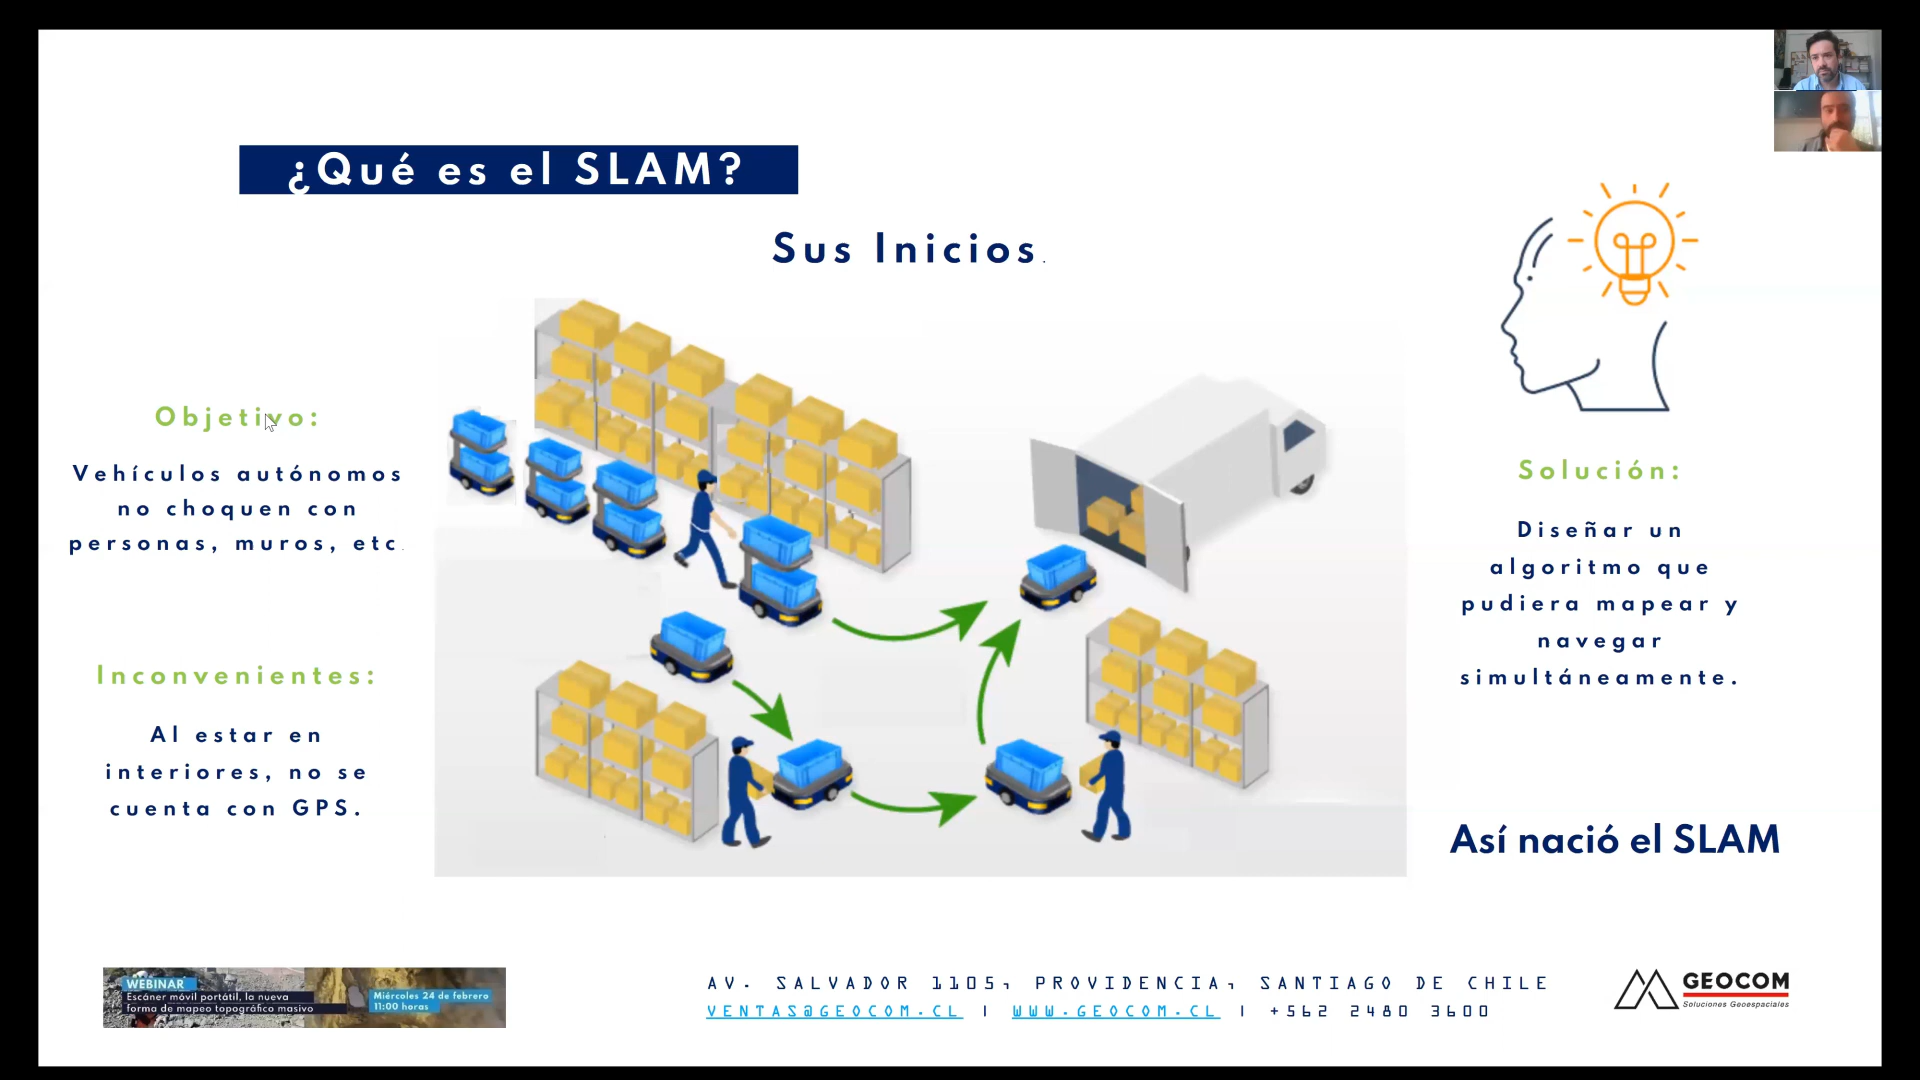 ¿Qué es el SLAM?
Sus Inicios.
Objetivo:
Vehículos autónomos
no choquen con
personas, muros, etc.
Inconvenientes:
Al estar en
interiores, no se
cuenta con GPS.
Solución:
Diseñar un
algoritmo que
pudiera mapear y
navegar
simultáneamente.
Así nació el SLAM
WEBINAR
Escáner móvil portátil, la nueva
forma de mapeo topográfico masivo
Miércoles 24 de febrero
11:00 horas
AV. SALVADOR 1105, PROVIDENCIA, SANTIAGO DE CHILE
VENTAS@GEOCOM.CL | WWW.GEOCOM.CL | +562 2480 3600
GEOCOM
Soluciones Geoespaciales